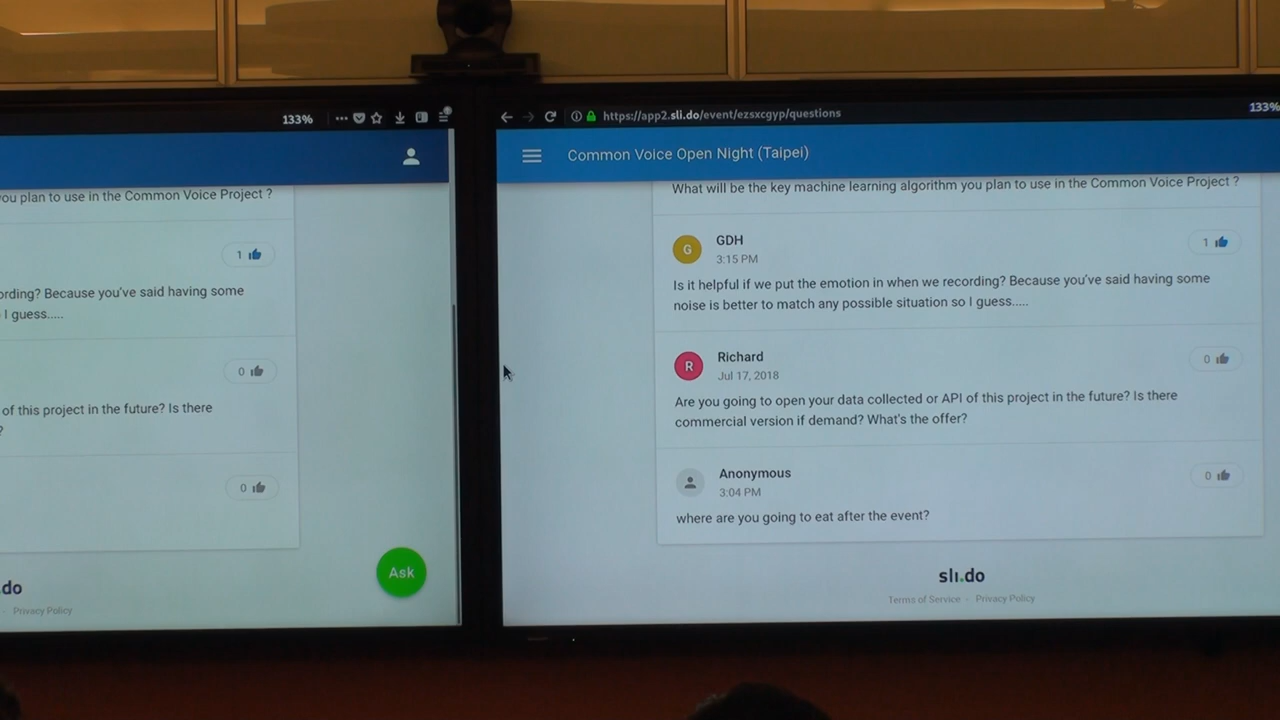 133%
you plan to use in the Common Voice Project ?
1
ording? Because you've said having some
I guess.....
0
of this project in the future? Is there
?
0
Ask
.do
· Privacy Policy
https://app2.sli.do/event/ezsxcgyp/questions
133%
Common Voice Open Night (Taipei)
What will be the key machine learning algorithm you plan to use in the Common Voice Project ?
G
GDH
3:15 PM
1
Is it helpful if we put the emotion in when we recording? Because you've said having some
noise is better to match any possible situation so I guess.....
R
Richard
Jul 17, 2018
0
Are you going to open your data collected or API of this project in the future? Is there
commercial version if demand? What's the offer?
Anonymous
3:04 PM
0
where are you going to eat after the event?
sli.do
Terms of Service · Privacy Policy